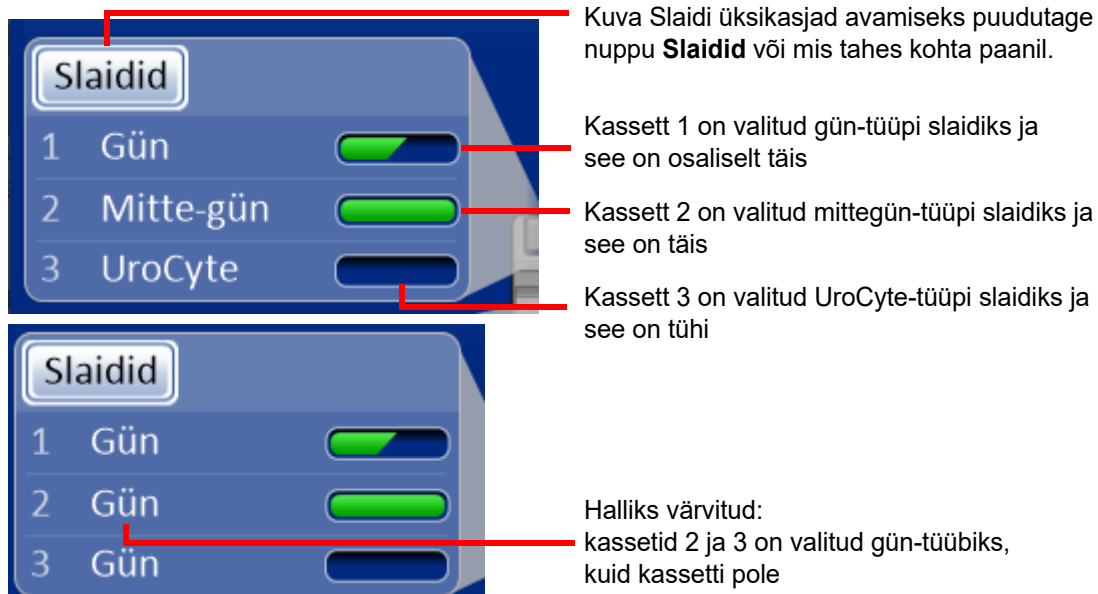 Slaidid
1 Gün
2 Mitte-gün
3 UroCyte
Kuva Slaidi üksikasjad avamiseks puudutage
nuppu Slaidid või mis tahes kohta paanil.
Kassett 1 on valitud gün-tüüpi slaidiks ja
see on osaliselt täis
Kassett 2 on valitud mittegün-tüüpi slaidiks ja
see on täis
Kassett 3 on valitud UroCyte-tüüpi slaidiks ja
see on tühi
Slaidid
1 Gün
2 Gün
3 Gün
Halliks värvitud:
kassetid 2 ja 3 on valitud gün-tüübiks,
kuid kassetti pole